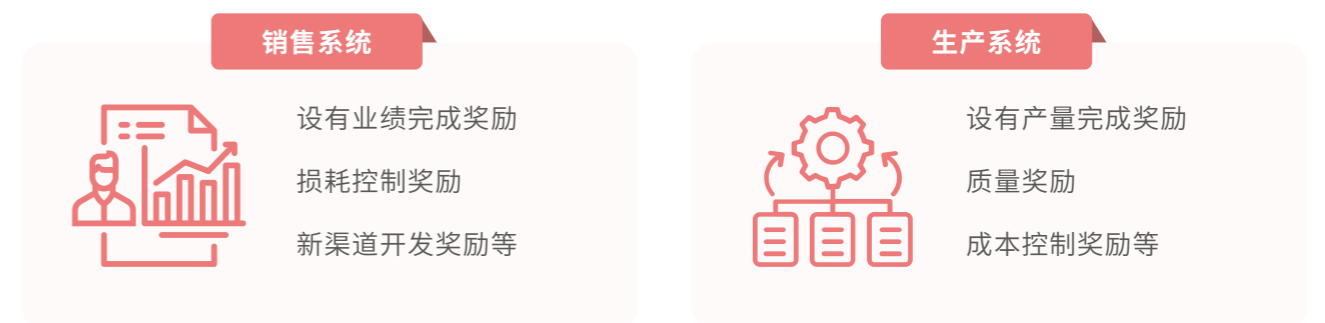 销售系统
设有业绩完成奖励
损耗控制奖励
新渠道开发奖励等
生产系统
设有产量完成奖励
质量奖励
成本控制奖励等